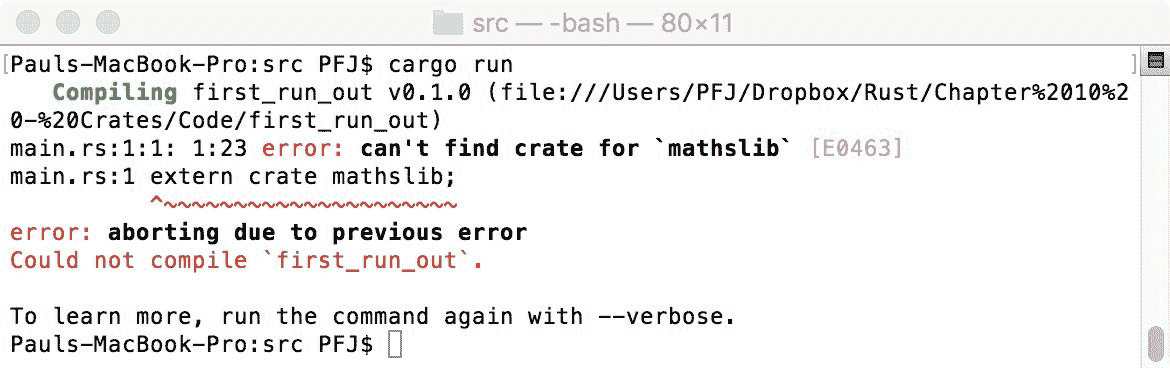 src — -bash — 80×11
[Pauls-MacBook-Pro:src PFJ$ cargo run ]
   Compiling first_run_out v0.1.0 (file:///Users/PFJ/Dropbox/Rust/Chapter%2010%2
0-%20Crates/Code/first_run_out)
main.rs:1:1: 1:23 error: can't find crate for `mathslib` [E0463]
main.rs:1 extern crate mathslib;
          ^~~~~~~~~~~~~~~~~~~~~~
error: aborting due to previous error
Could not compile `first_run_out`.
To learn more, run the command again with --verbose.
Pauls-MacBook-Pro:src PFJ$